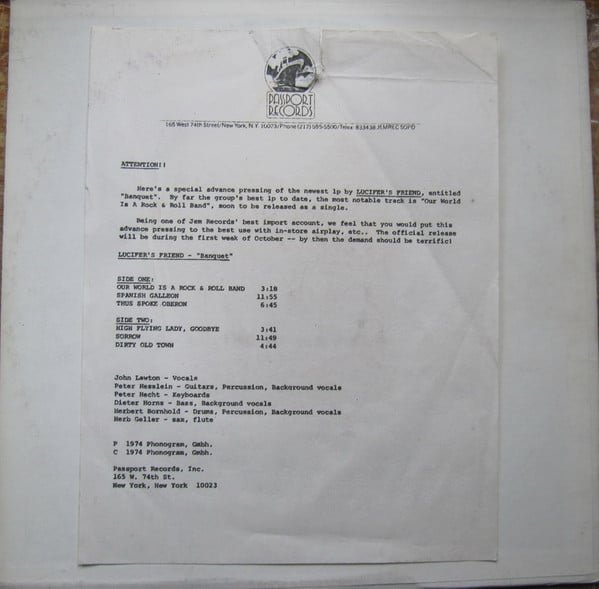 PASSPORT
RECORDS
165 West 74th Street/New York, N.Y. 10023/Phone (212) 595-5500/Telex: 833438 JEMREC SOPD
ATTENTION!!
Here's a special advance pressing of the newest lp by LUCIFER'S FRIEND, entitled
"Banquet". By far the group's best lp to date, the most notable track is "Our World
Is A Rock & Roll Band", soon to be released as a single.
Being one of Jem Records' best import account, we feel that you would put this
advance pressing to the best use with in-store airplay, etc.. The official release
will be during the first week of October -- by then the demand should be terrific!
LUCIFER'S FRIEND - "Banquet"
SIDE ONE:
OUR WORLD IS A ROCK & ROLL BAND 3:18
SPANISH GALLEON 11:55
THUS SPOKE OBERON 6:45
SIDE TWO:
HIGH FLYING LADY, GOODBYE 3:41
SORROW 11:49
DIRTY OLD TOWN 4:44
John Lawton - Vocals
Peter Hesslein - Guitars, Percussion, Background vocals
Peter Hecht - Keyboards
Dieter Horns - Bass, Background vocals
Herbert Bornhold - Drums, Percussion, Background vocals
Herb Geller - sax, flute
P 1974 Phonogram, Gmbh.
C 1974 Phonogram, Gmbh.
Passport Records, Inc.
165 W. 74th St.
New York, New York 10023